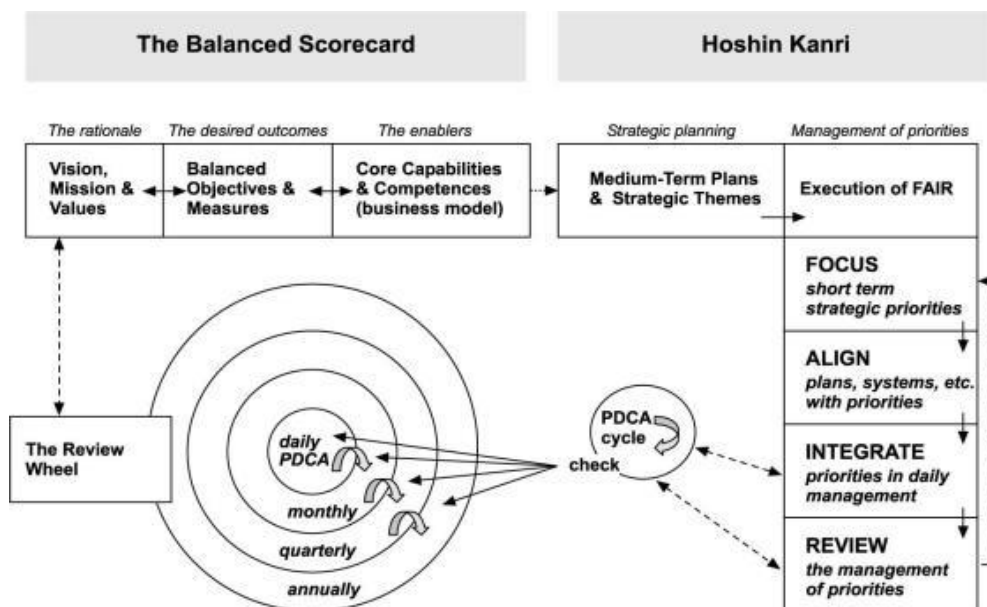 The Balanced Scorecard
Hoshin Kanri
The rationale
The desired outcomes
The enablers
Strategic planning
Management of priorities
Vision,
Mission &
Values
Balanced
Objectives &
Measures
Core Capabilities
& Competences
(business model)
Medium-Term Plans
& Strategic Themes
Execution of FAIR
FOCUS
short term
strategic priorities
ALIGN
plans, systems, etc.
with priorities
INTEGRATE
priorities in daily
management
REVIEW
the management
of priorities
The Review
Wheel
daily
PDCA
monthly
quarterly
annually
PDCA
cycle
check